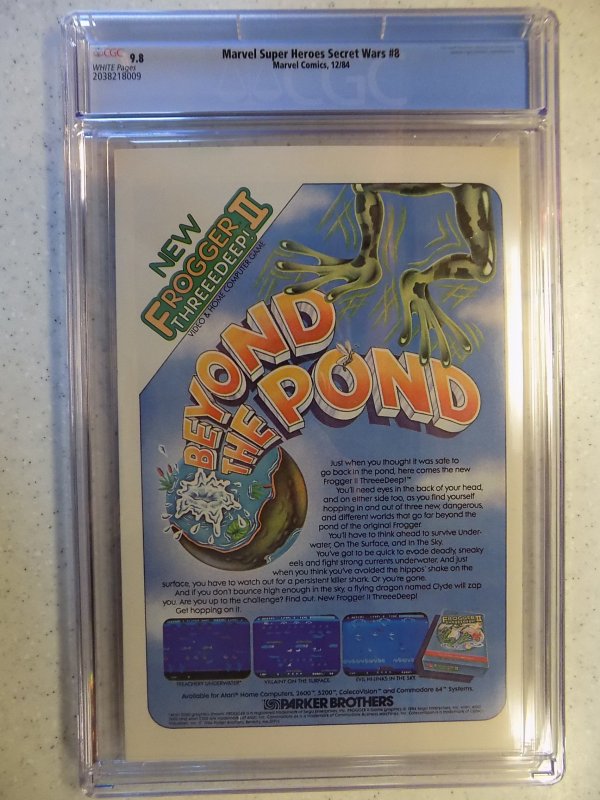 CGC 9.8 Marvel Super Heroes Secret Wars #8
WHITE Pages Marvel Comics, 12/84
2038218009
NEW
FROGGER II
THREEEDEEP!
VIDEO & HOME COMPUTER GAME
BEYOND
THE POND
Just when you thought it was safe to
go back in the pond, here comes the new
Frogger II ThreeeDeep!™
You'll need eyes in the back of your head,
and on either side too, as you find yourself
hopping in and out of three new, dangerous,
and different worlds that go far beyond the
pond of the original Frogger.
You'll have to think ahead to survive Under-
water, On The Surface, and In The Sky.
You've got to be quick to evade deadly, sneaky
eels and fight strong currents underwater. And just
when you think you've avoided the hippos' shake on the
surface, you have to watch out for a persistent killer shark. Or you're gone.
And if you don't bounce high enough in the sky, a flying dragon named Clyde will zap
you. Are you up to the challenge? Find out. New Frogger II ThreeeDeep!
Get hopping on it.
FROGGER II
TREACHERY UNDERWATER
VILLAINY ON THE SURFACE
EVIL HI-LINKS IN THE SKY
Available for Atari® Home Computers, 2600™, 5200™, ColecoVision™ and Commodore 64™ Systems.
PARKER BROTHERS